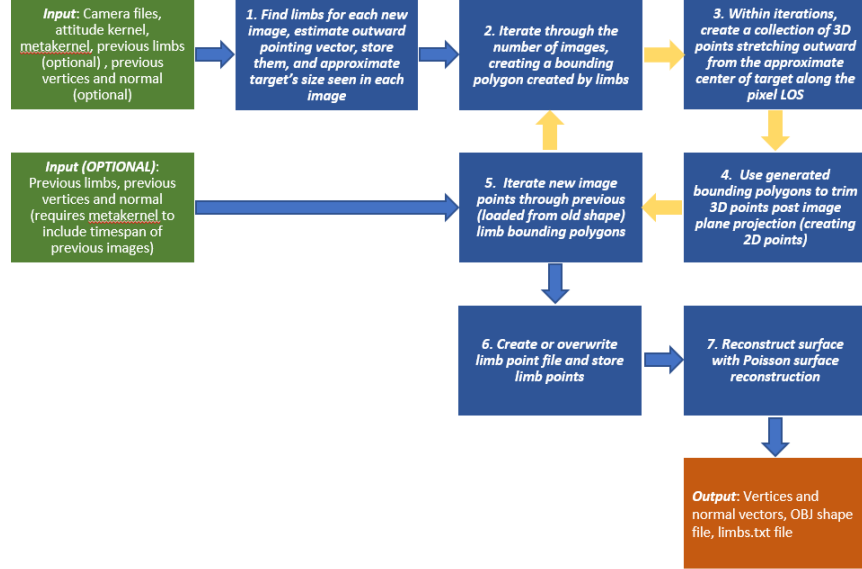 Input: Camera files,
attitude kernel,
metakernel, previous limbs
(optional) , previous
vertices and normal
(optional)
1. Find limbs for each new
image, estimate outward
pointing vector, store
them, and approximate
target's size seen in each
image
2. Iterate through the
number of images,
creating a bounding
polygon created by limbs
3. Within iterations,
create a collection of 3D
points stretching outward
from the approximate
center of target along the
pixel LOS
Input (OPTIONAL):
Previous limbs, previous
vertices and normal
(requires metakernel to
include timespan of
previous images)
5. Iterate new image
points through previous
(loaded from old shape)
limb bounding polygons
4. Use generated
bounding polygons to trim
3D points post image
plane projection (creating
2D points)
6. Create or overwrite
limb point file and store
limb points
7. Reconstruct surface
with Poisson surface
reconstruction
Output: Vertices and
normal vectors, OBJ shape
file, limbs.txt file